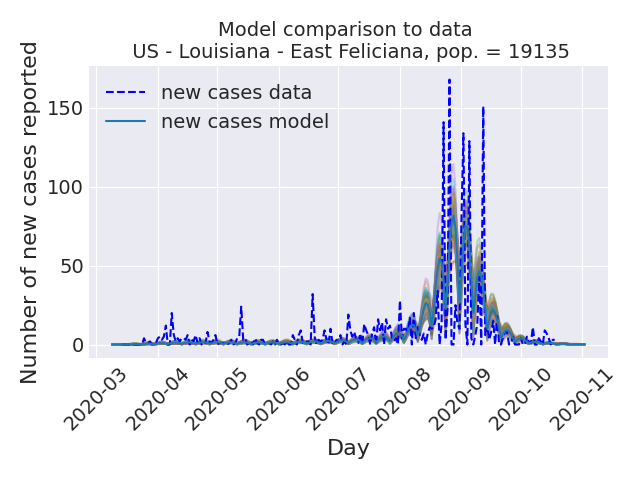 Model comparison to data
US - Louisiana - East Feliciana, pop. = 19135
Number of new cases reported
150
100
50
0
new cases data
new cases model
2020-03
2020-04
2020-05
2020-06
2020-07
2020-08
2020-09
2020-10
2020-11
Day